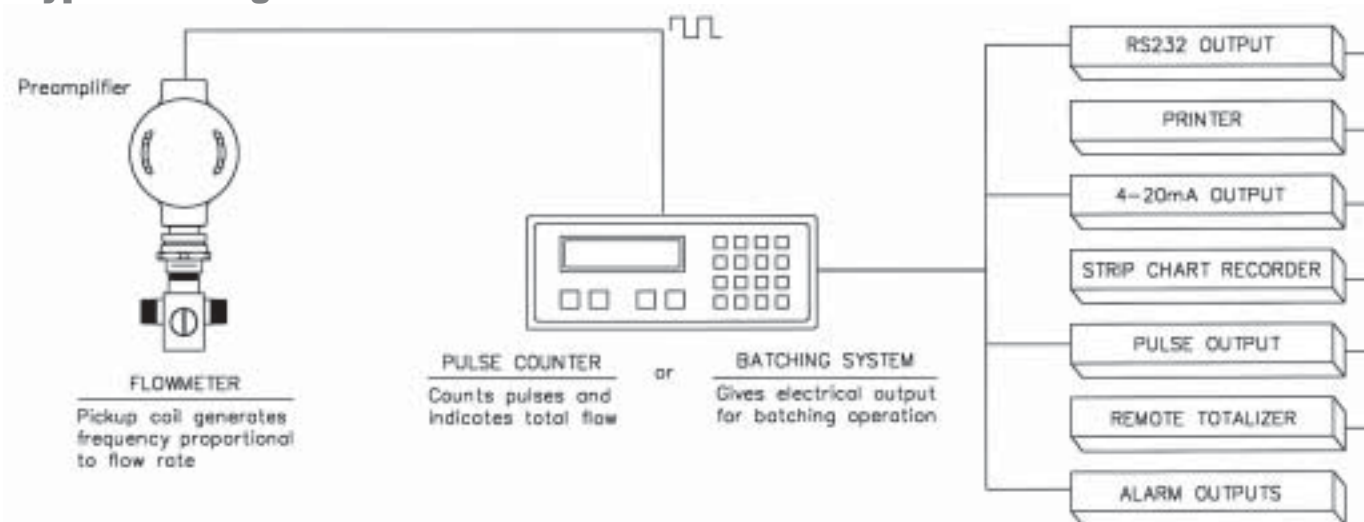 Preamplifier
FLOWMETER
Pickup coil generates
frequency proportional
to flow rate
PULSE COUNTER
Counts pulses and
indicates total flow
or
BATCHING SYSTEM
Gives electrical output
for batching operation
RS232 OUTPUT
PRINTER
4-20mA OUTPUT
STRIP CHART RECORDER
PULSE OUTPUT
REMOTE TOTALIZER
ALARM OUTPUTS